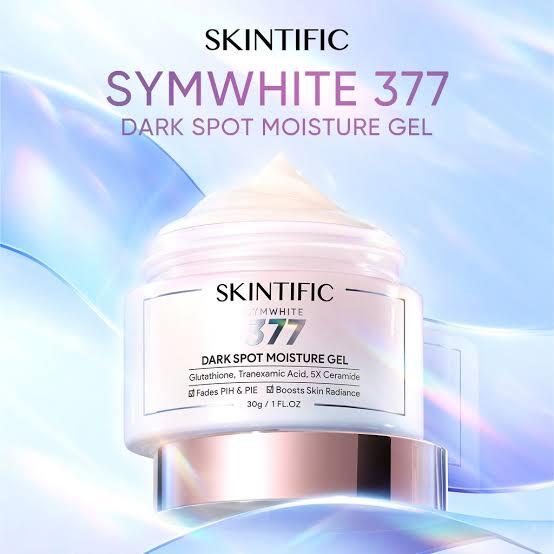 SKINTIFIC
SYMWHITE 377
DARK SPOT MOISTURE GEL
SKINTIFIC
SYMWHITE
377
DARK SPOT MOISTURE GEL
Glutathione, Tranexamic Acid, 5X Ceramide
☑ Fades PIH & PIE ☑ Boosts Skin Radiance
30g / 1 FL.OZ